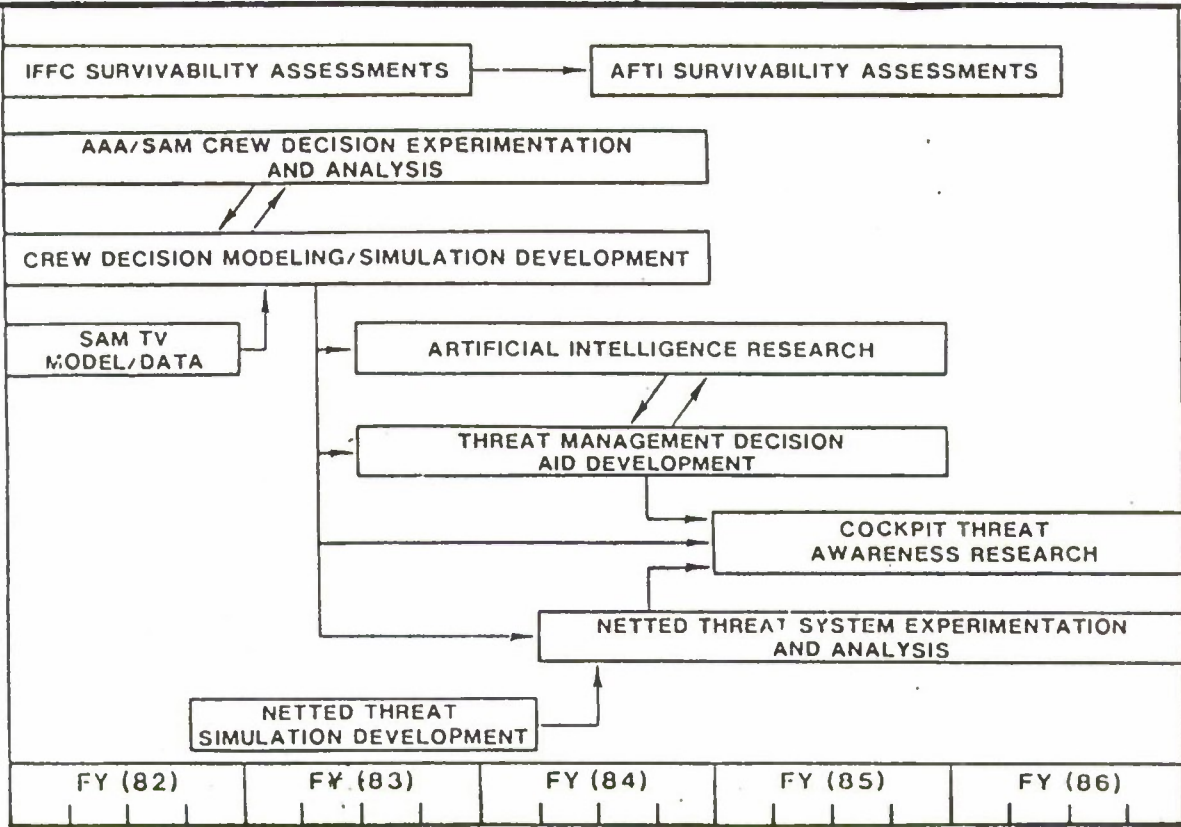 IFFC SURVIVABILITY ASSESSMENTS
AFTI SURVIVABILITY ASSESSMENTS
AAA/SAM CREW DECISION EXPERIMENTATION
AND ANALYSIS
CREW DECISION MODELING/SIMULATION DEVELOPMENT
SAM TV
MODEL/DATA
ARTIFICIAL INTELLIGENCE RESEARCH
THREAT MANAGEMENT DECISION
AID DEVELOPMENT
COCKPIT THREAT
AWARENESS RESEARCH
NETTED THREAT SYSTEM EXPERIMENTATION
AND ANALYSIS
NETTED THREAT
SIMULATION DEVELOPMENT
FY (82)
FY (83)
FY (84)
FY (85)
FY (86)